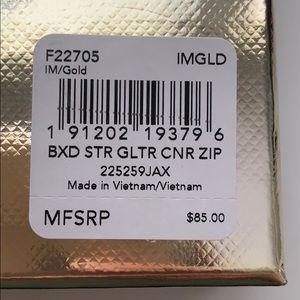 F22705 IMGLD
IM/Gold
1 91202 19379 6
BXD STR GLTR CNR ZIP
225259JAX
Made in Vietnam/Vietnam
MFSRP $85.00